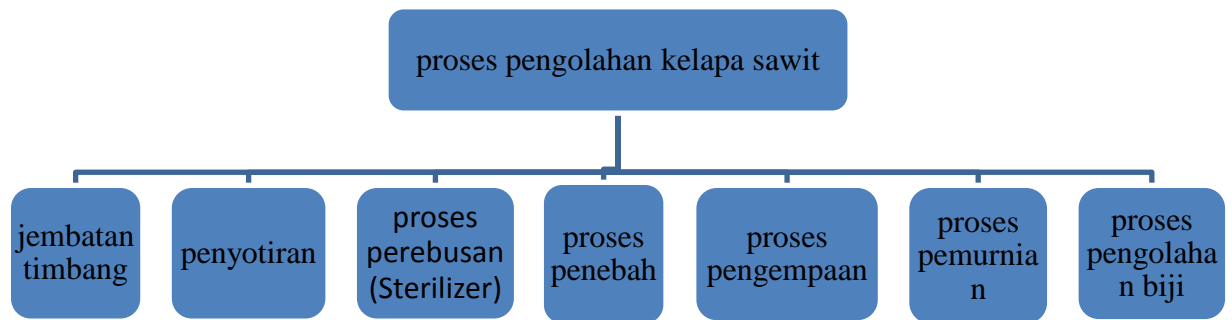 proses pengolahan kelapa sawit
jembatan
timbang
penyotiran
proses
perebusan
(Sterilizer)
proses
penebah
proses
pengempaan
proses
pemurnia
n
proses
pengolaha
n biji